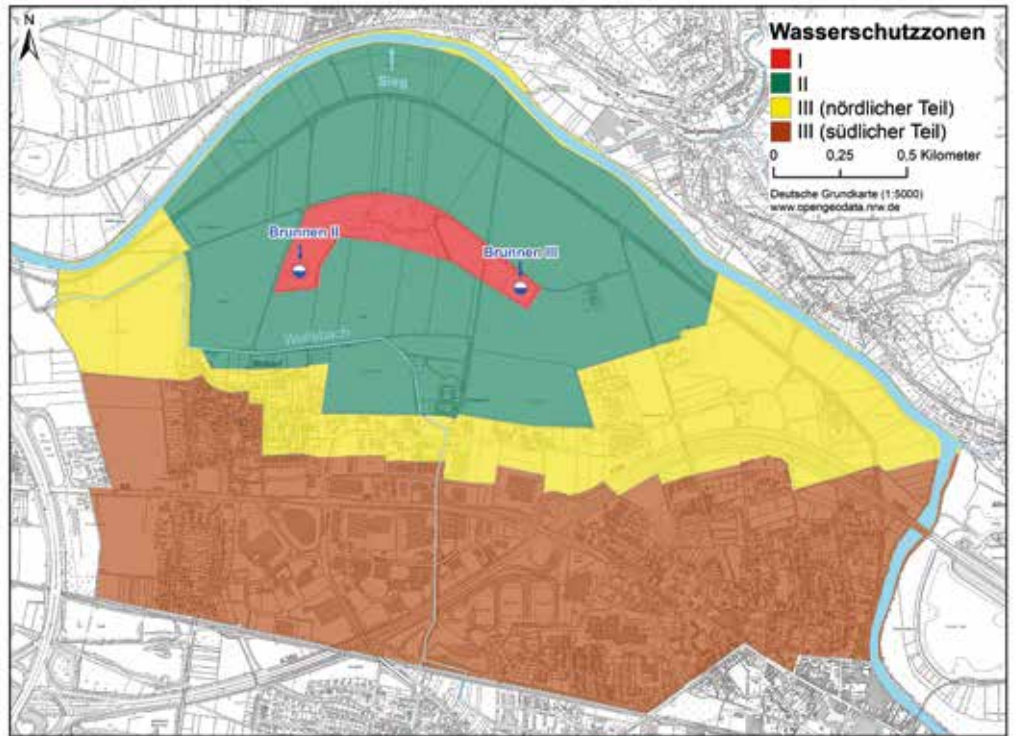 N
Wasserschutzzonen
I
II
III (nördlicher Teil)
III (südlicher Teil)
0 0,25 0,5 Kilometer
Deutsche Grundkarte (1:5000)
www.opengeodata.nrw.de
Sieg
Brunnen II
Brunnen III
Wolfsbach